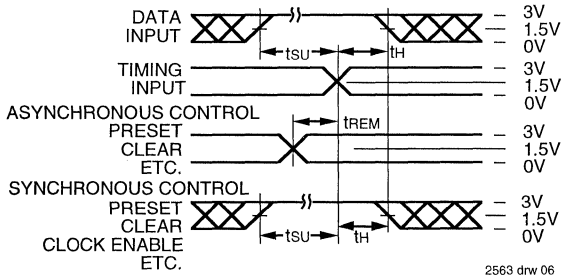 DATA
INPUT
3V
1.5V
0V
tSU
tH
TIMING
INPUT
3V
1.5V
0V
ASYNCHRONOUS CONTROL
PRESET
CLEAR
ETC.
tREM
3V
1.5V
0V
SYNCHRONOUS CONTROL
PRESET
CLEAR
CLOCK ENABLE
ETC.
tSU
tH
3V
1.5V
0V
2563 drw 06